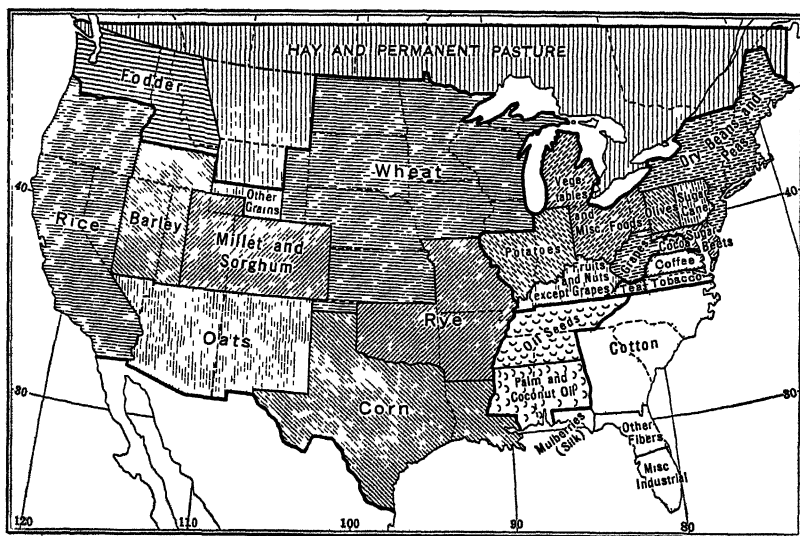 HAY AND PERMANENT PASTURE
Fodder
Wheat
Dry Beans and
Peas
Vege-
tables
and
Misc. Foods
Olives
Sugar
Cane
Other
Grains
Rice
Barley
Millet and
Sorghum
Potatoes
Grapes
Cocoa
Sugar
Beets
Coffee
Tea
Tobacco
Fruits
and Nuts
(except Grapes)
Rye
Oats
Oil Seeds
Cotton
Corn
Palm and
Coconut Oil
Mulberries
(Silk)
Other
Fibers
Misc
Industrial
40
40
30
30
120
110
100
90
80